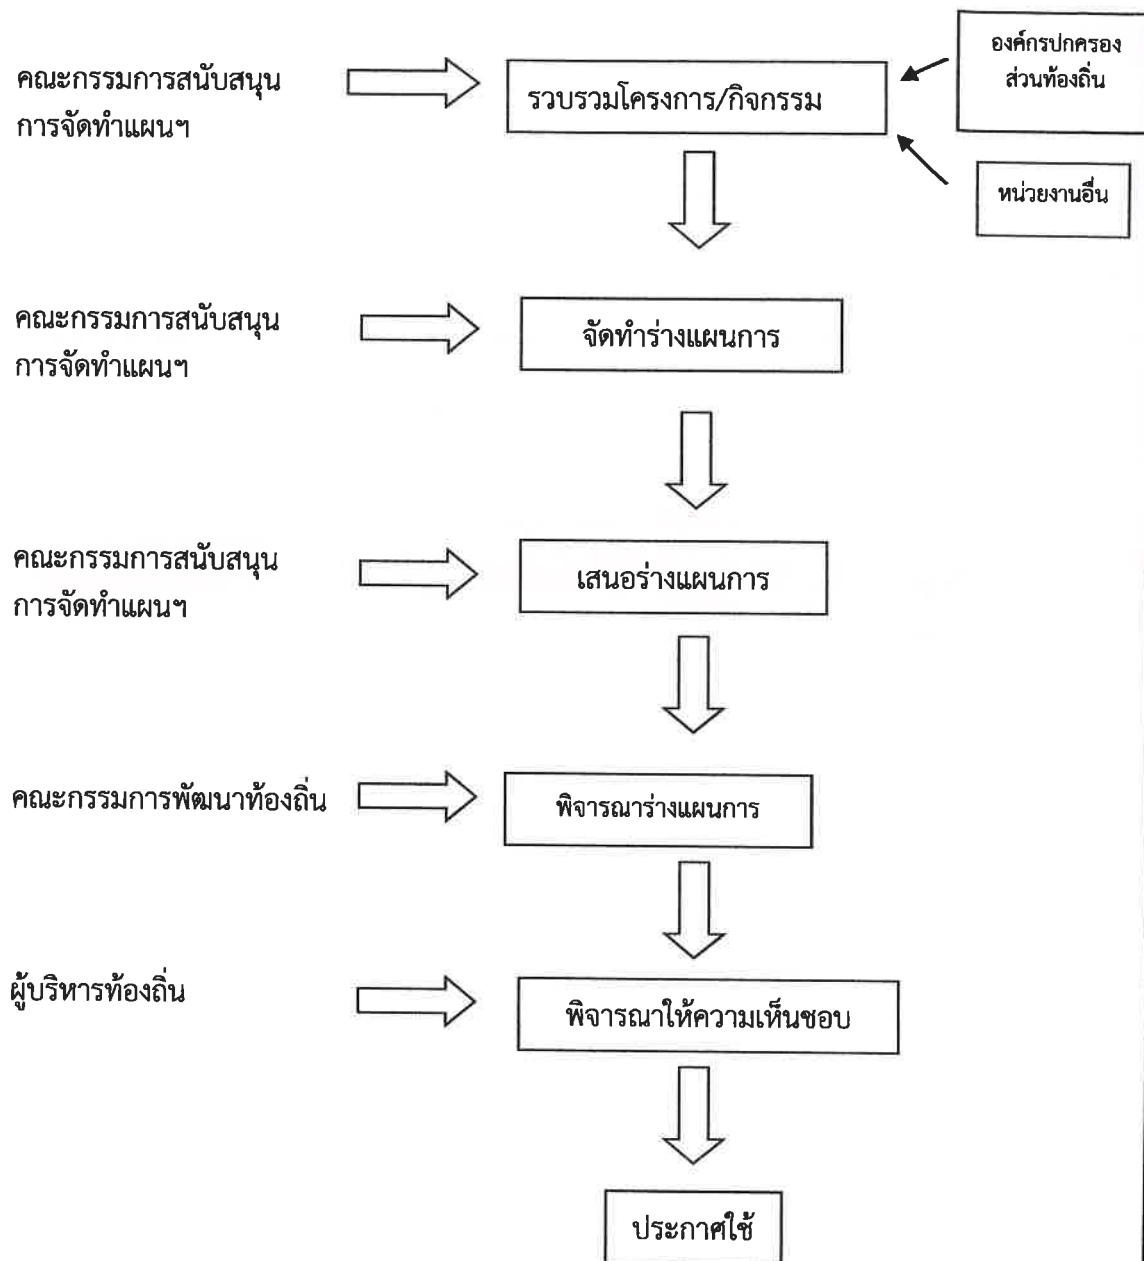 องค์กรปกครอง
ส่วนท้องถิ่น
คณะกรรมการสนับสนุน
การจัดทำแผนฯ
รวบรวมโครงการ/กิจกรรม
หน่วยงานอื่น
คณะกรรมการสนับสนุน
การจัดทำแผนฯ
จัดทำร่างแผนการ
คณะกรรมการสนับสนุน
การจัดทำแผนฯ
เสนอร่างแผนการ
คณะกรรมการพัฒนาท้องถิ่น
พิจารณาร่างแผนการ
ผู้บริหารท้องถิ่น
พิจารณาให้ความเห็นชอบ
ประกาศใช้